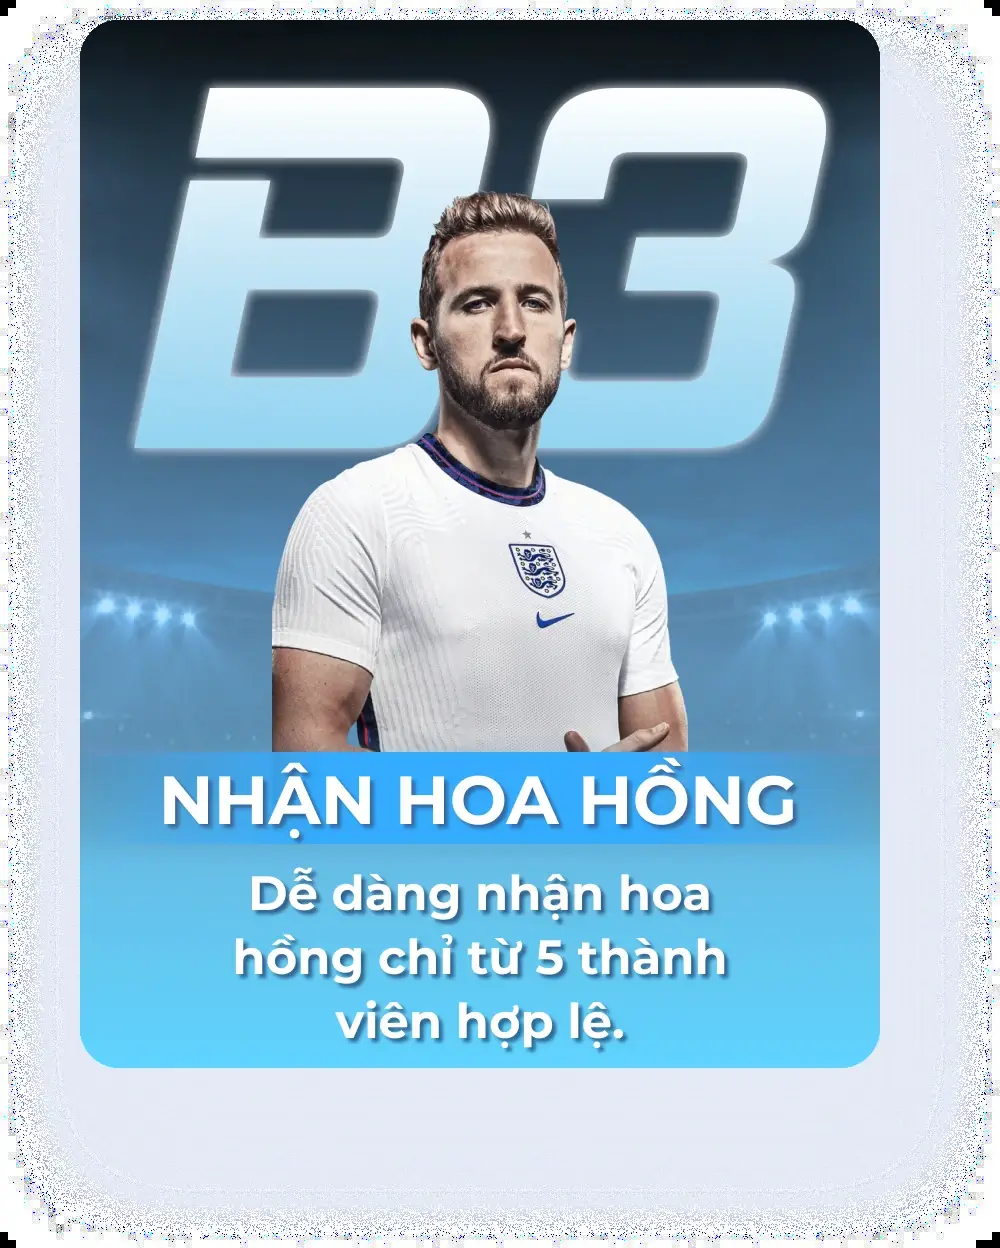 B3
NHẬN HOA HỒNG
Dễ dàng nhận hoa
hồng chỉ từ 5 thành
viên hợp lệ.